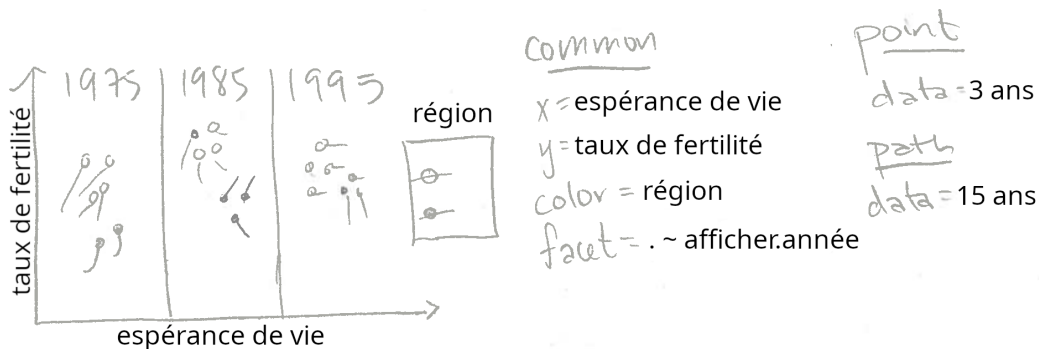 1975 1985 1995
taux de fertilité
espérance de vie
région
common
x = espérance de vie
y = taux de fertilité
color = région
facet = . ~ afficher.année
point
data = 3 ans
path
data = 15 ans